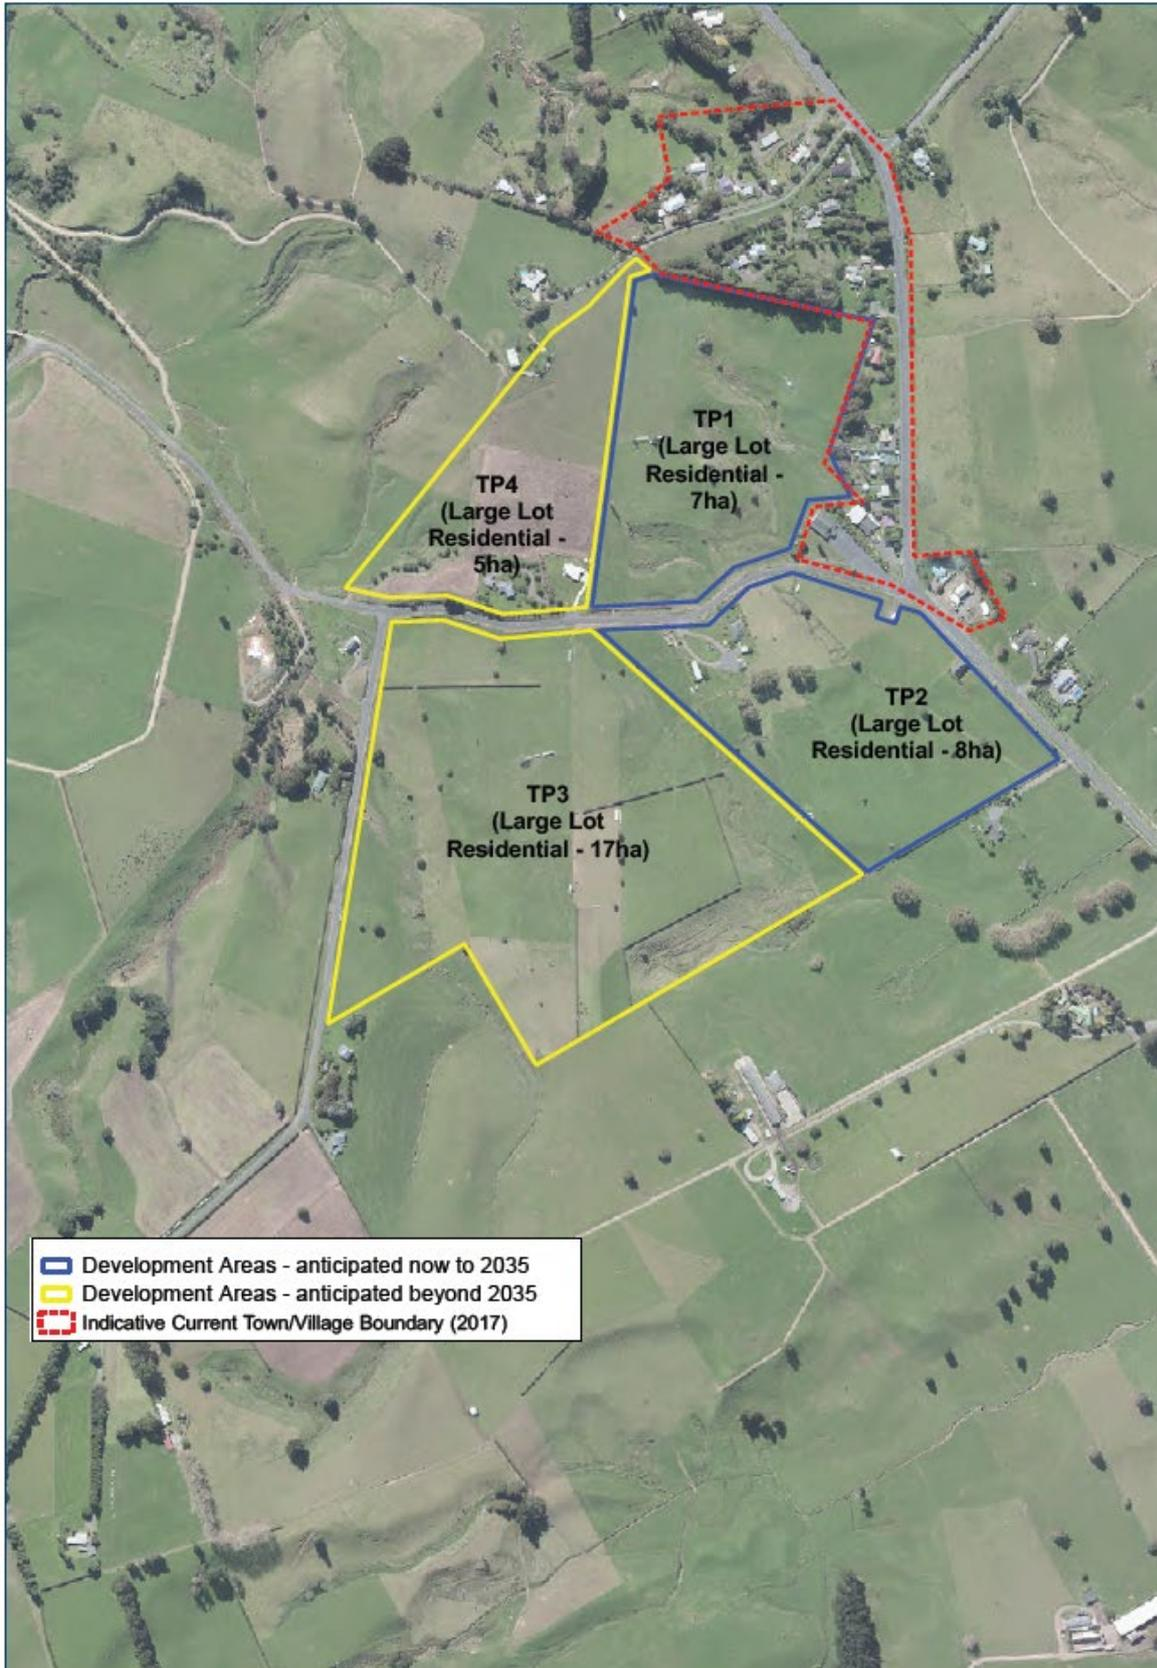 TP1
(Large Lot
Residential -
7ha)
TP4
(Large Lot
Residential -
5ha)
TP2
(Large Lot
Residential - 8ha)
TP3
(Large Lot
Residential - 17ha)
Development Areas - anticipated now to 2035
Development Areas - anticipated beyond 2035
Indicative Current Town/Village Boundary (2017)